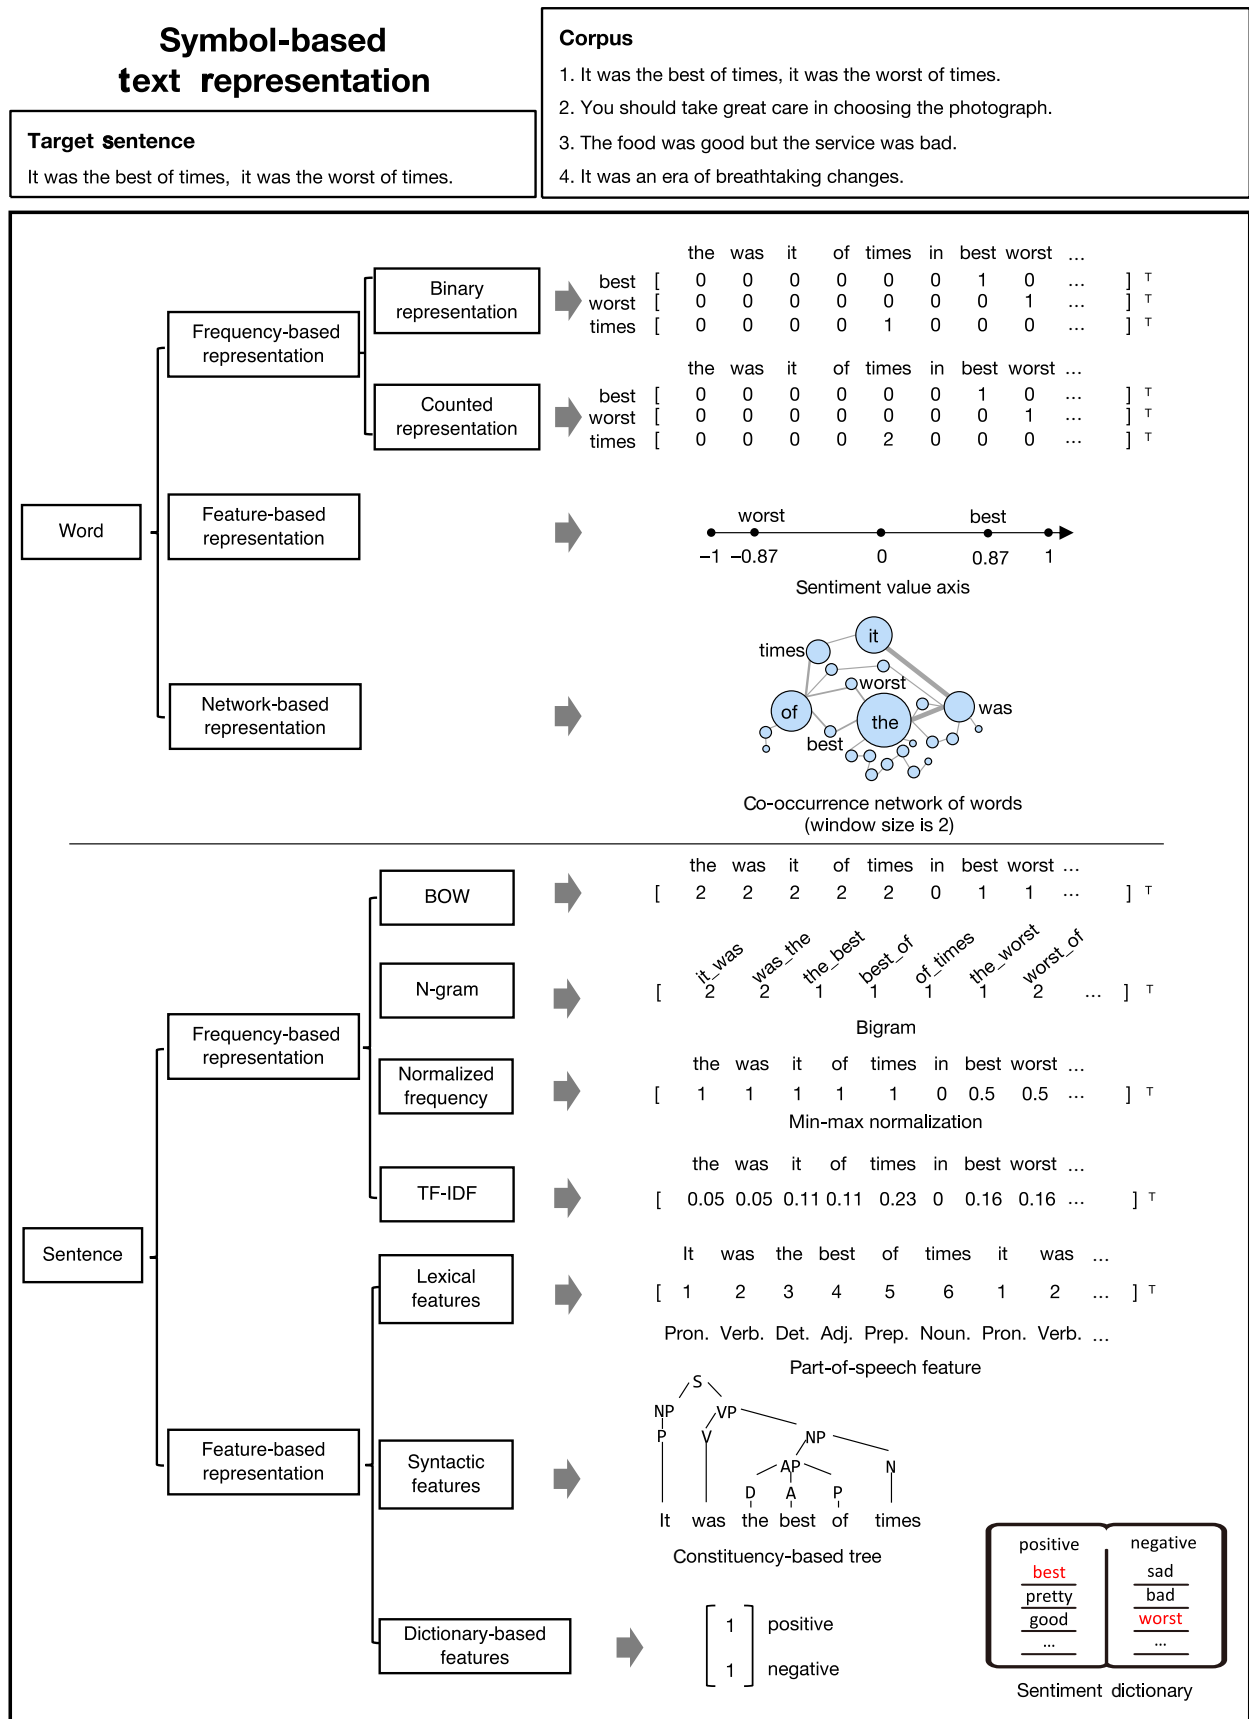 Symbol-based
text representation
Target sentence
It was the best of times, it was the worst of times.
Corpus
1. It was the best of times, it was the worst of times.
2. You should take great care in choosing the photograph.
3. The food was good but the service was bad.
4. It was an era of breathtaking changes.
Word
Frequency-based
representation
Binary
representation
the was it of times in best worst ...
best [ 0 0 0 0 0 0 1 0 ... ] T
worst [ 0 0 0 0 0 0 0 1 ... ] T
times [ 0 0 0 0 1 0 0 0 ... ] T
Counted
representation
the was it of times in best worst ...
best [ 0 0 0 0 0 0 1 0 ... ] T
worst [ 0 0 0 0 0 0 0 1 ... ] T
times [ 0 0 0 0 2 0 0 0 ... ] T
Feature-based
representation
worst best
−1 −0.87 0 0.87 1
Sentiment value axis
Network-based
representation
it
times
worst
of
the
was
best
Co-occurrence network of words
(window size is 2)
Sentence
Frequency-based
representation
BOW
the was it of times in best worst ...
[ 2 2 2 2 2 0 1 1 ... ] T
N-gram
it_was was_the the_best best_of of_times the_worst worst_of
[ 2 2 1 1 1 1 2 ... ] T
Bigram
Normalized
frequency
the was it of times in best worst ...
[ 1 1 1 1 1 0 0.5 0.5 ... ] T
Min-max normalization
TF-IDF
the was it of times in best worst ...
[ 0.05 0.05 0.11 0.11 0.23 0 0.16 0.16 ... ] T
Feature-based
representation
Lexical
features
It was the best of times it was ...
[ 1 2 3 4 5 6 1 2 ... ] T
Pron. Verb. Det. Adj. Prep. Noun. Pron. Verb. ...
Part-of-speech feature
Syntactic
features
S
NP VP
P V NP
AP N
D A P
It was the best of times
Constituency-based tree
Dictionary-based
features
1 positive
1 negative
positive negative
best sad
pretty bad
good worst
... ...
Sentiment dictionary